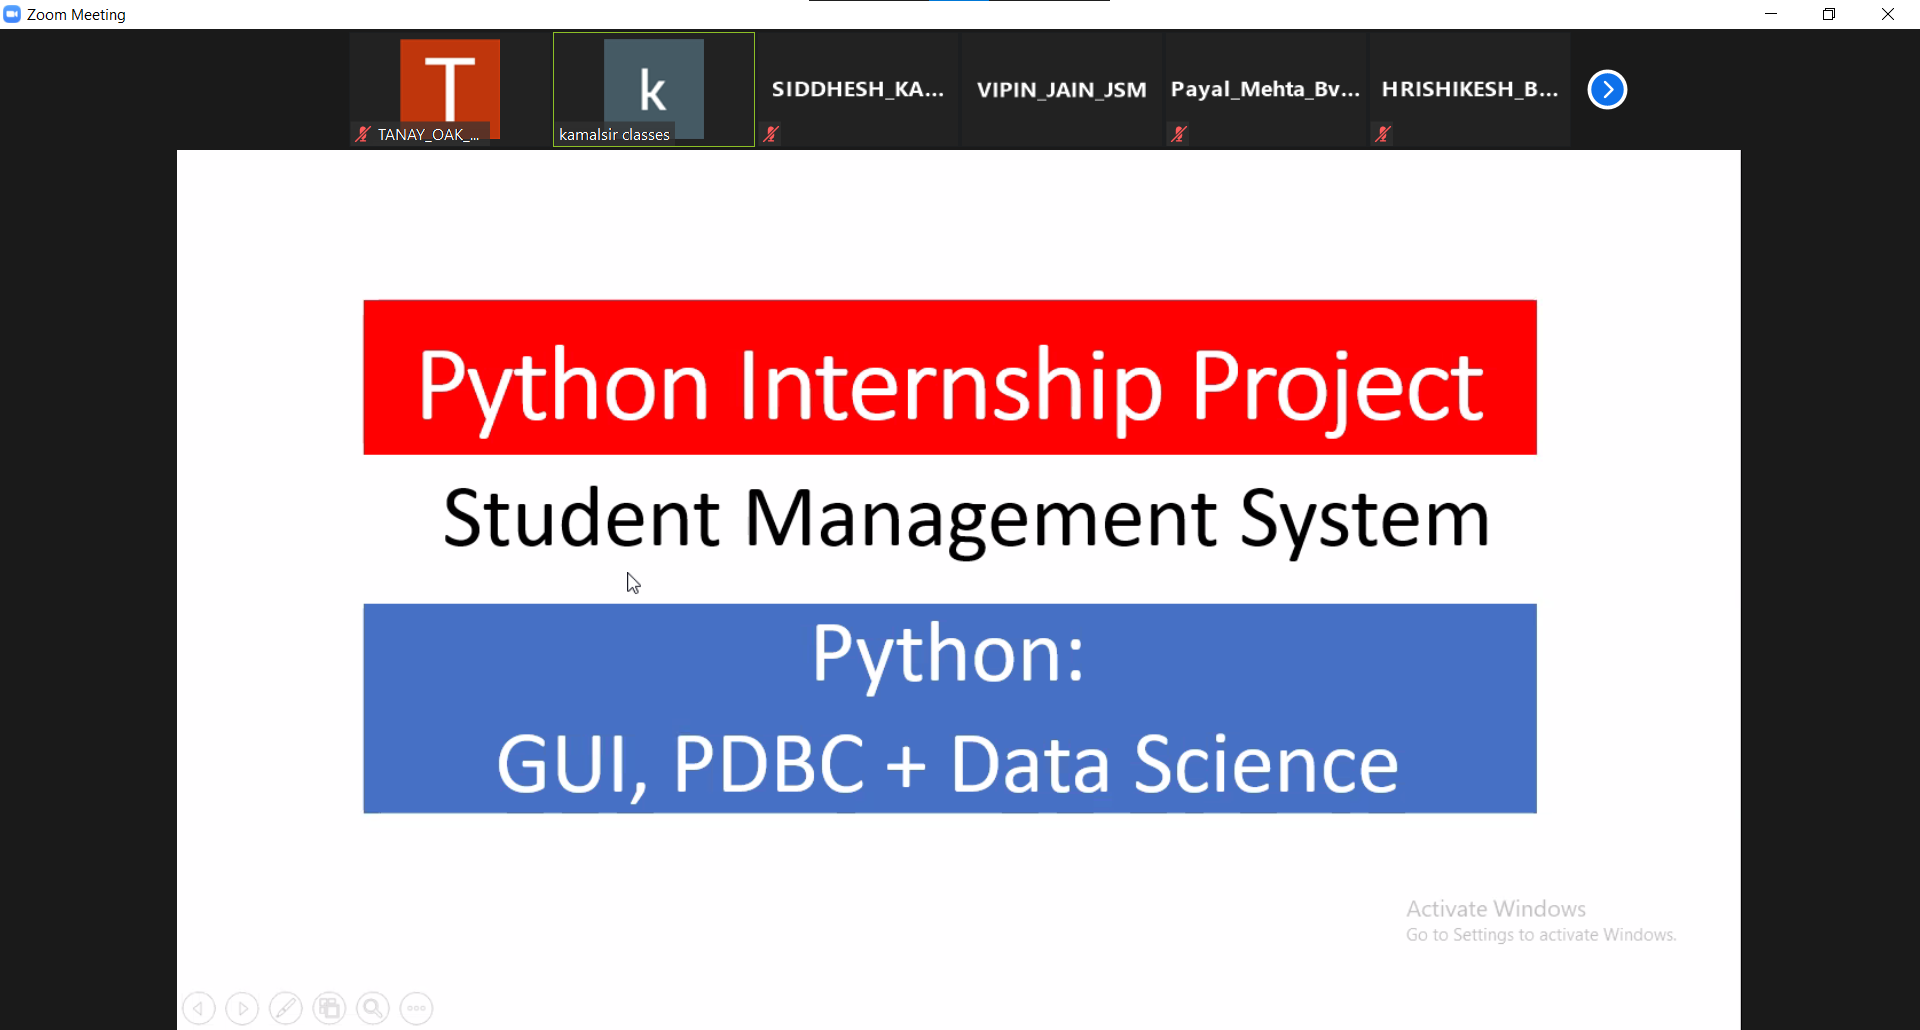 Zoom Meeting
T
TANAY_OAK_...
k
kamalsir classes
SIDDHESH_KA...
VIPIN_JAIN_JSM
Payal_Mehta_Bv...
HRISHIKESH_B...
Python Internship Project
Student Management System
Python:
GUI, PDBC + Data Science
Activate Windows
Go to Settings to activate Windows.